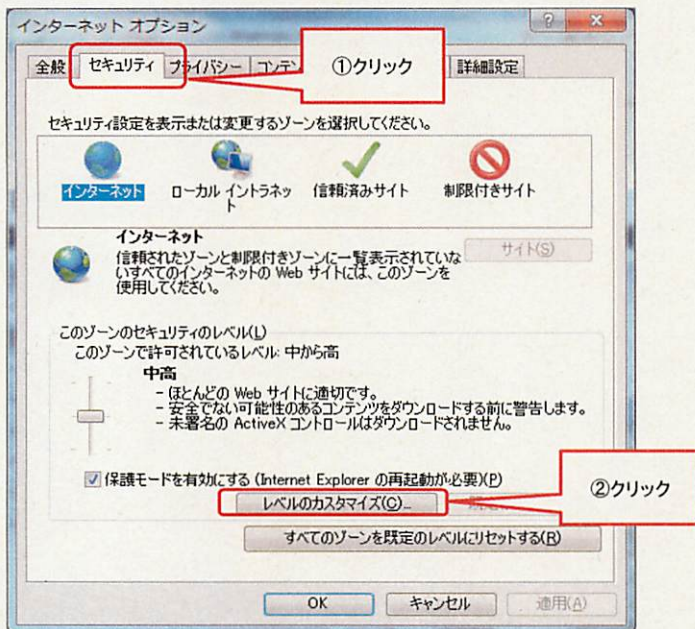 インターネット オプション
全般 セキュリティ プライバシー コンテン
①クリック
詳細設定
セキュリティ設定を表示または変更するゾーンを選択してください。
インターネット
ローカル イントラネッ
ト
信頼済みサイト
制限付きサイト
インターネット
信頼されたゾーンと制限付きゾーンに一覧表示されていな
いすべてのインターネットの Web サイトには、このゾーンを
使用してください。
サイト(S)
このゾーンのセキュリティのレベル(L)
このゾーンで許可されているレベル: 中から高
中高
- ほとんどの Web サイトに適切です。
- 安全でない可能性のあるコンテンツをダウンロードする前に警告します。
- 未署名の ActiveX コントロールはダウンロードされません。
保護モードを有効にする (Internet Explorer の再起動が必要)(P)
レベルのカスタマイズ(C)...
②クリック
すべてのゾーンを既定のレベルにリセットする(R)
OK キャンセル 適用(A)